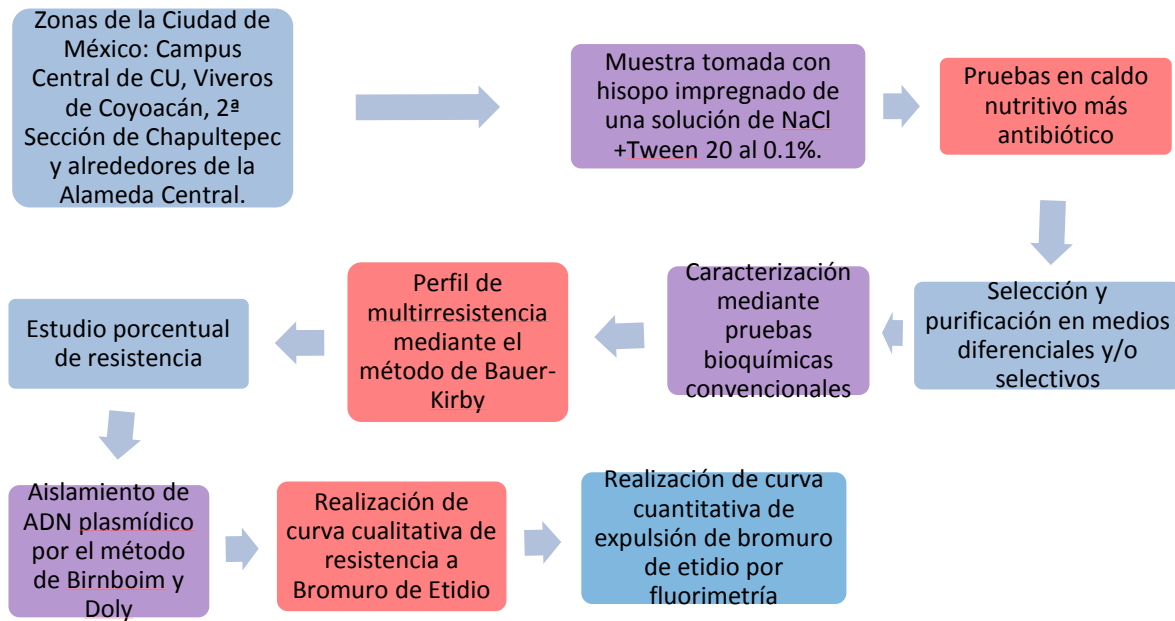 Zonas de la Ciudad de
México: Campus
Central de CU, Viveros
de Coyoacán, 2ª
Sección de Chapultepec
y alrededores de la
Alameda Central.
Muestra tomada con
hisopo impregnado de
una solución de NaCl
+Tween 20 al 0.1%.
Pruebas en caldo
nutritivo más
antibiótico
Selección y
purificación en medios
diferenciales y/o
selectivos
Caracterización
mediante
pruebas
bioquímicas
convencionales
Perfil de
multirresistencia
mediante el
método de Bauer-
Kirby
Estudio porcentual
de resistencia
Aislamiento de
ADN plasmídico
por el método
de Birnboim y
Doly
Realización de
curva cualitativa de
resistencia a
Bromuro de Etidio
Realización de curva
cuantitativa de
expulsión de bromuro
de etidio por
fluorimetría